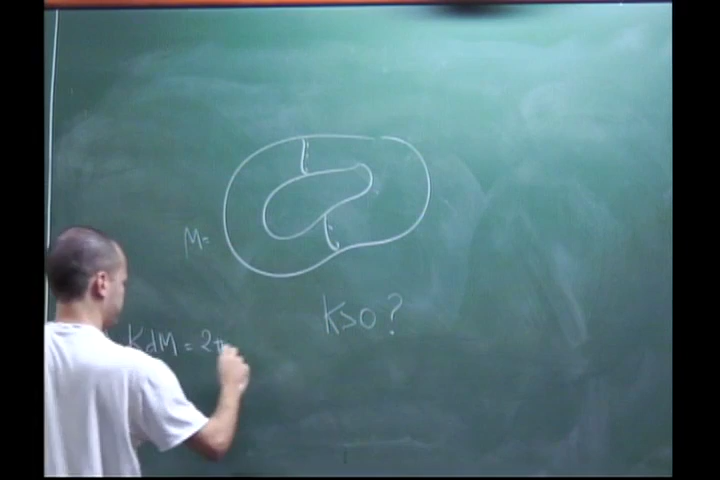 M=
K>0?
KdM = 2π